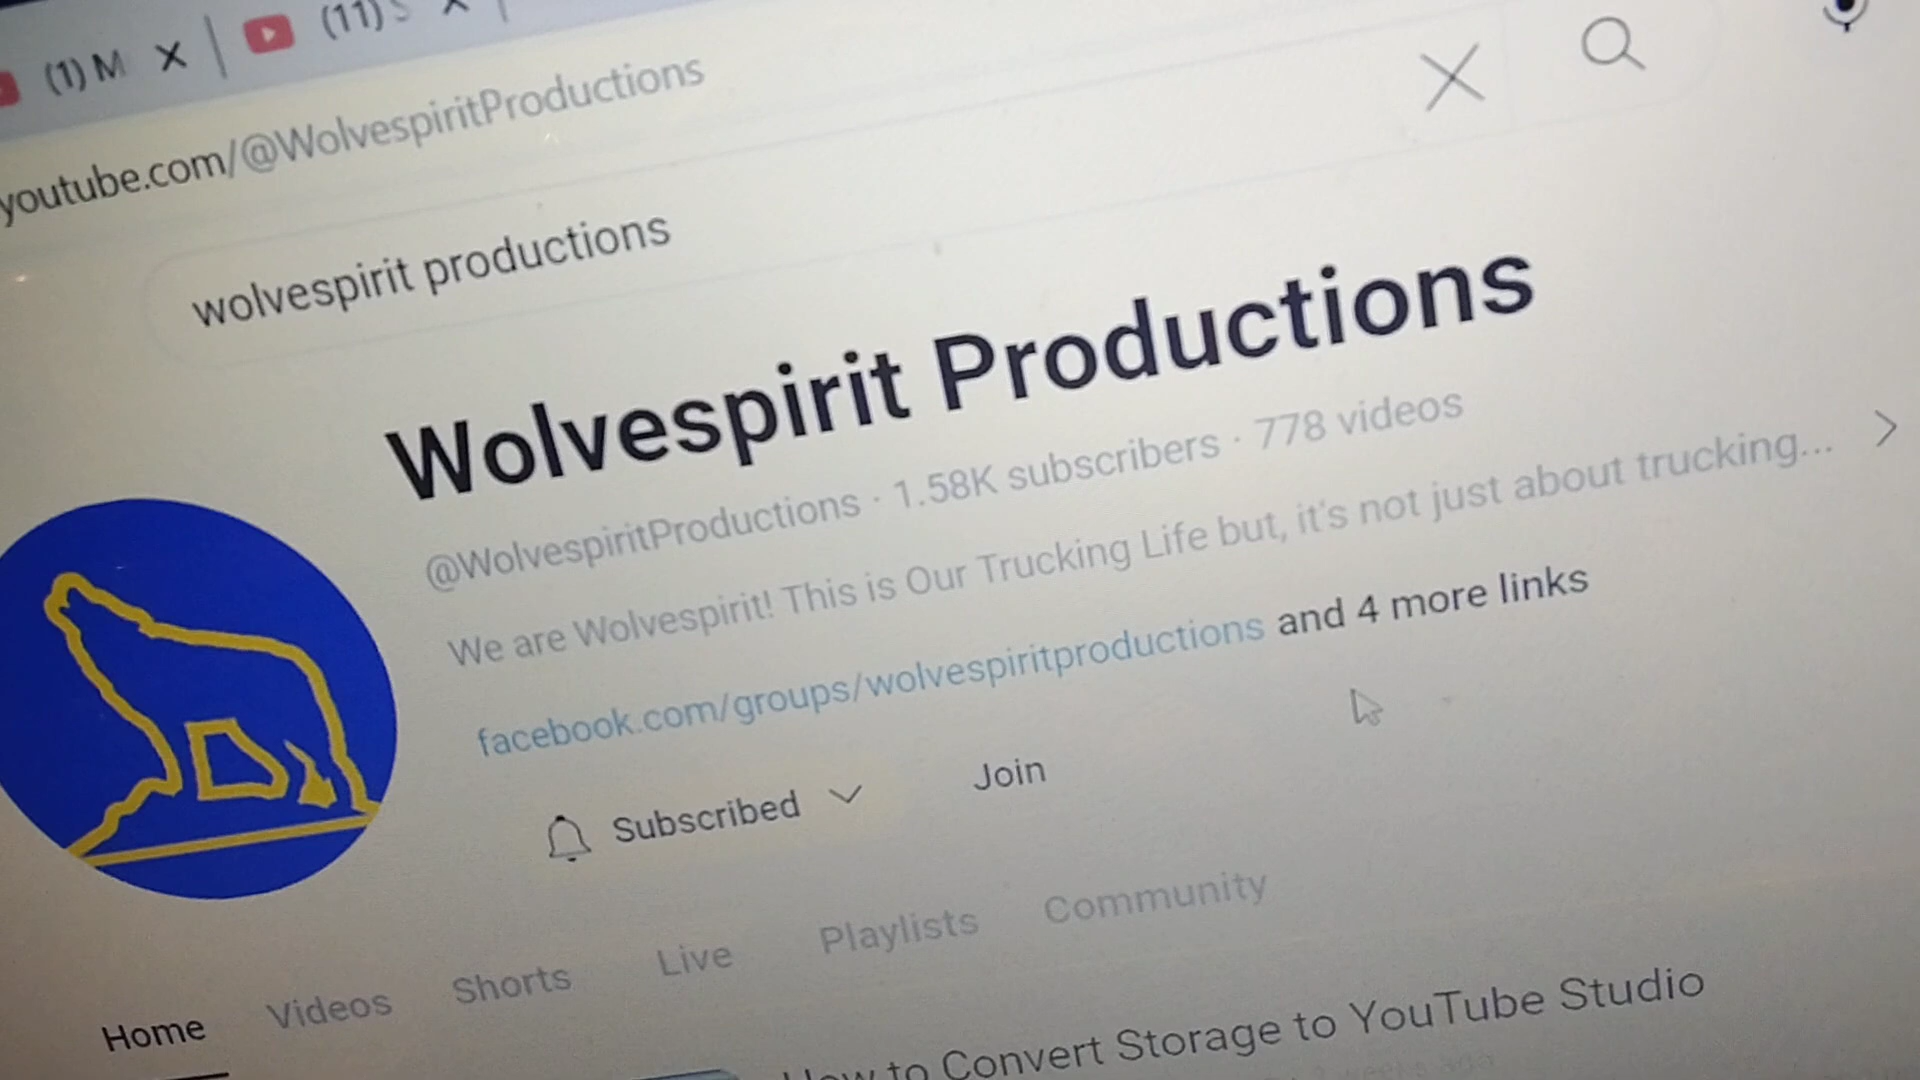 (1) M
(11)
youtube.com/@WolvespiritProductions
wolvespirit productions
Wolvespirit Productions
@WolvespiritProductions · 1.58K subscribers · 778 videos
We are Wolvespirit! This is Our Trucking Life but, it's not just about trucking...
facebook.com/groups/wolvespiritproductions and 4 more links
Subscribed
Join
Home Videos Shorts Live Playlists Community
How to Convert Storage to YouTube Studio